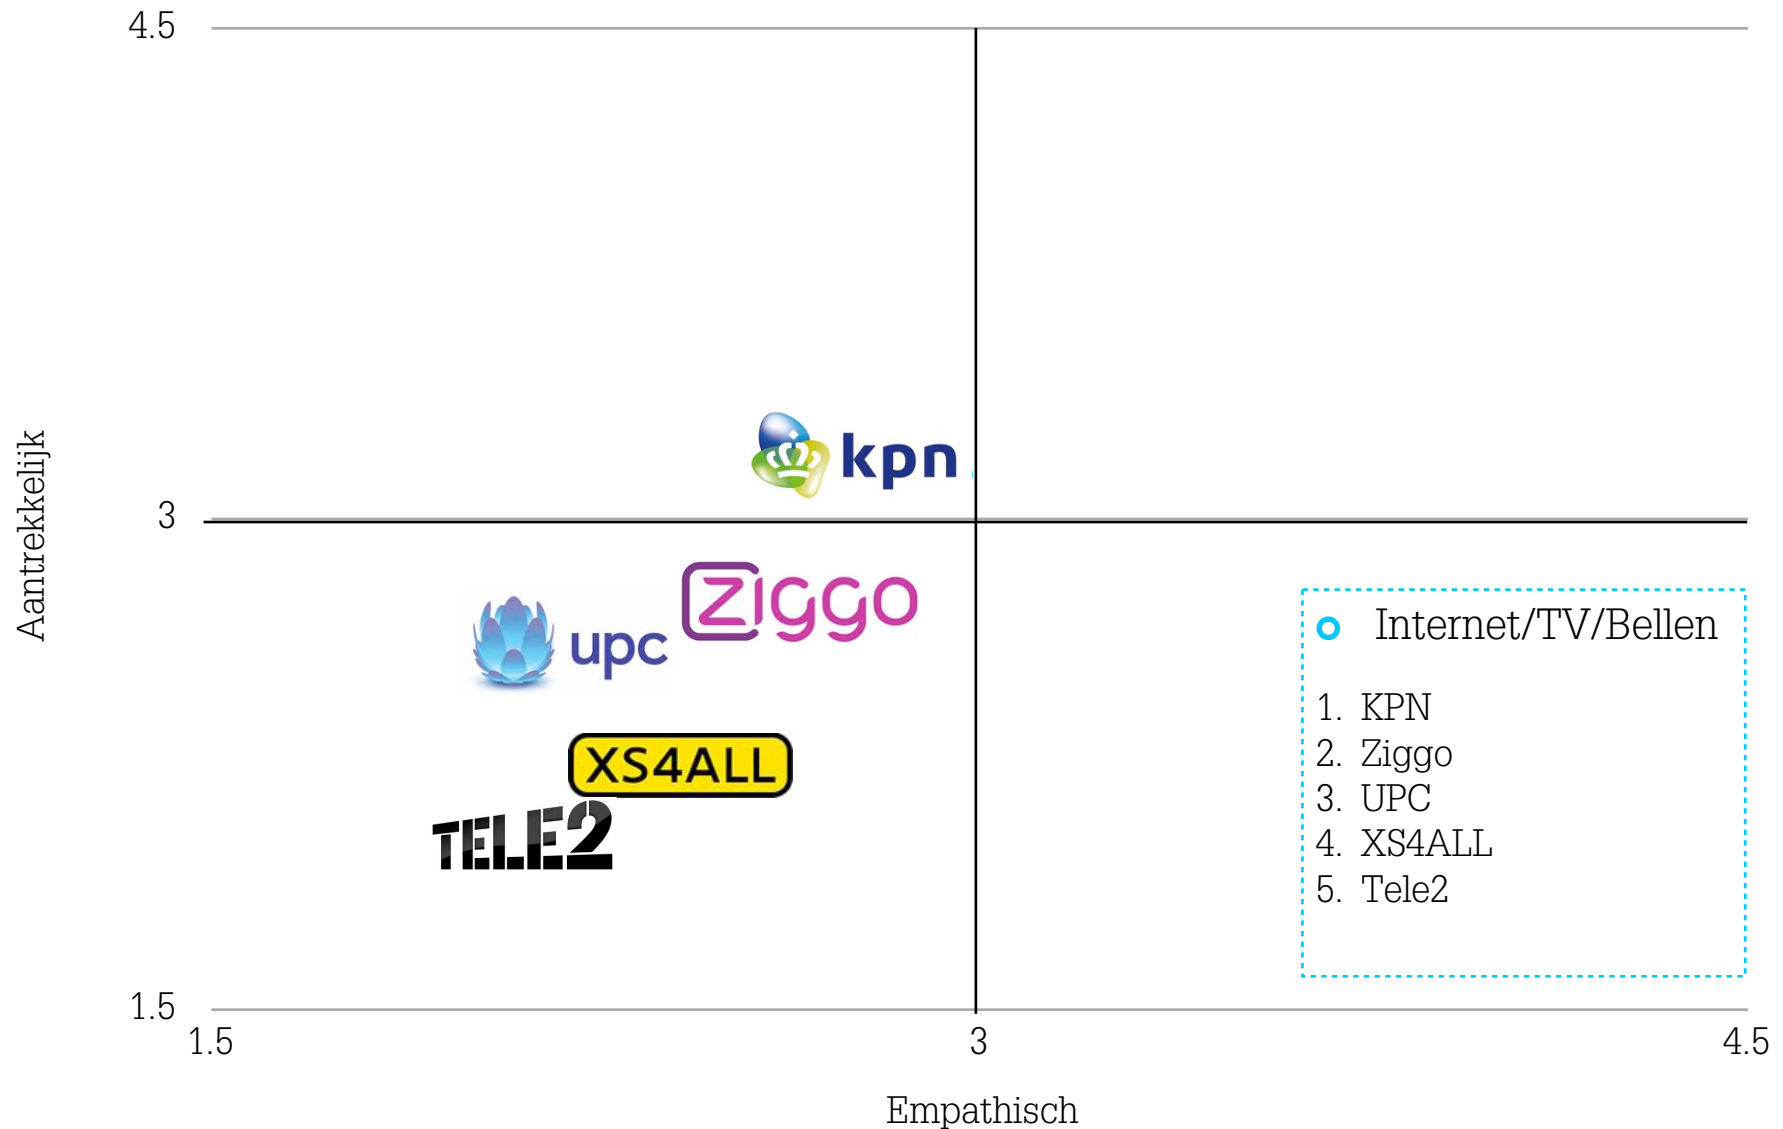 4.5
kpn
Aantrekkelijk
3
ziggo
upc
Internet/TV/Bellen
1. KPN
2. Ziggo
3. UPC
4. XS4ALL
5. Tele2
XS4ALL
TELE2
1.5
1.5
3
4.5
Empathisch